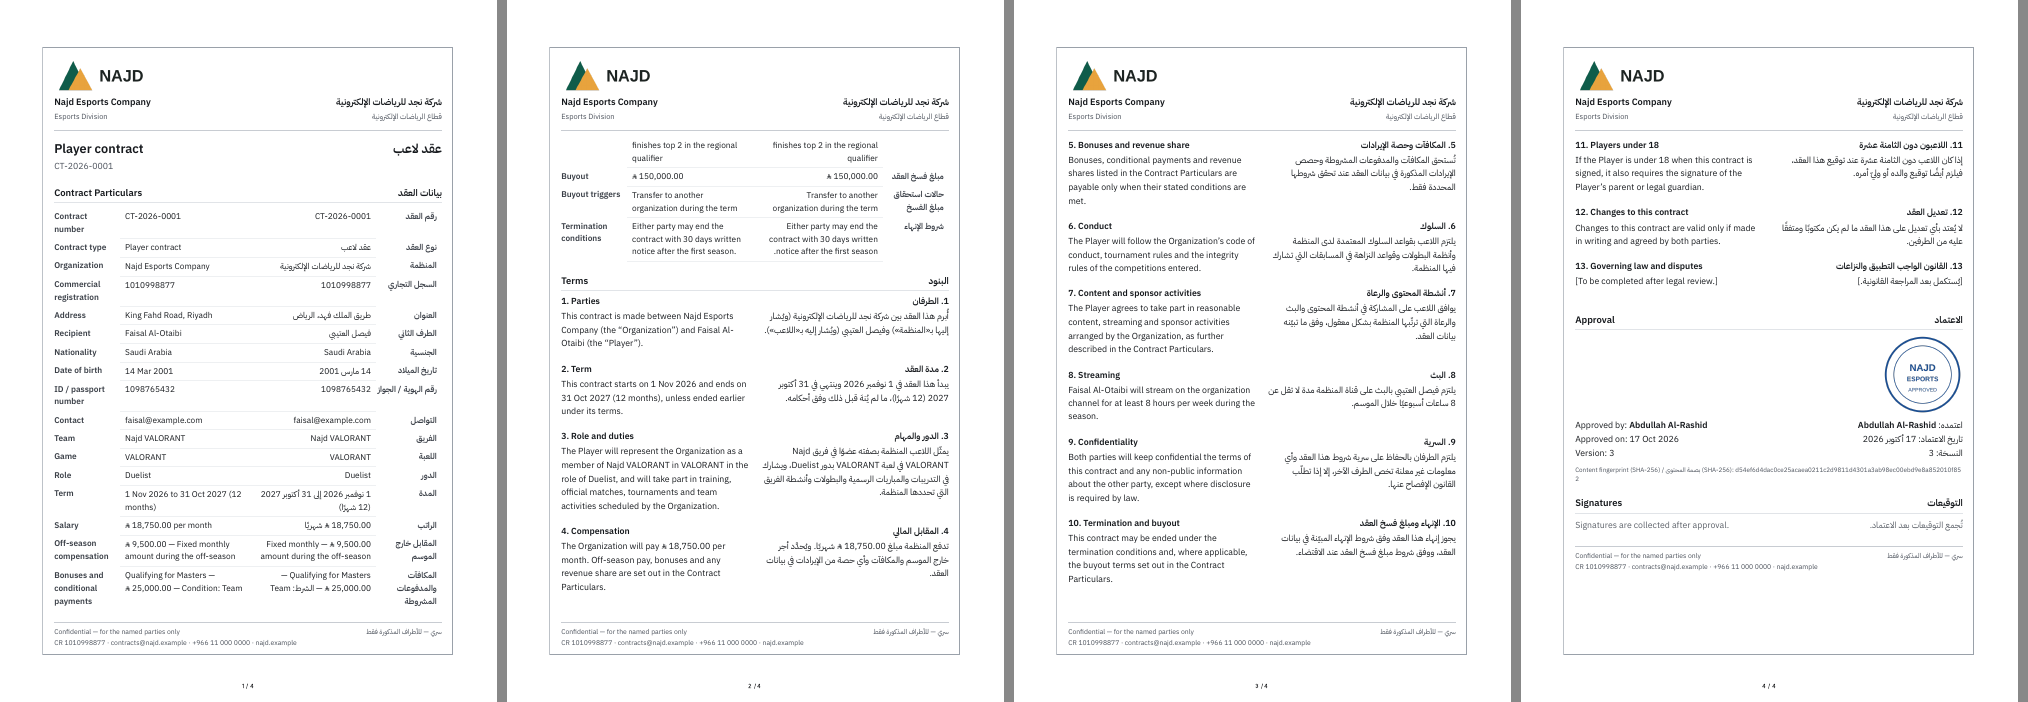 NAJD
Najd Esports Company
شركة نجد للرياضات الإلكترونية
Esports Division
قطاع الرياضات الإلكترونية
Player contract
عقد لاعب
CT-2026-0001
Contract Particulars
بيانات العقد
Contract number
CT-2026-0001
CT-2026-0001
رقم العقد
Contract type
Player contract
عقد لاعب
نوع العقد
Organization
Najd Esports Company
شركة نجد للرياضات الإلكترونية
المنظمة
Commercial registration
1010998877
1010998877
السجل التجاري
Address
King Fahd Road, Riyadh
طريق الملك فهد، الرياض
العنوان
Recipient
Faisal Al-Otaibi
فيصل العتيبي
الطرف الثاني
Nationality
Saudi Arabia
Saudi Arabia
الجنسية
Date of birth
14 Mar 2001
14 مارس 2001
تاريخ الميلاد
ID / passport number
1098765432
1098765432
رقم الهوية / الجواز
Contact
faisal@example.com
faisal@example.com
التواصل
Team
Najd VALORANT
Najd VALORANT
الفريق
Game
VALORANT
VALORANT
اللعبة
Role
Duelist
Duelist
الدور
Term
1 Nov 2026 to 31 Oct 2027 (12
months)
1 نوفمبر 2026 إلى 31 أكتوبر 2027
(12 شهرًا)
المدة
Salary
⃁ 18,750.00 per month
⃁ 18,750.00 شهريًا
الراتب
Off-season compensation
⃁ 9,500.00 — Fixed monthly
amount during the off-season
Fixed monthly — ⃁ 9,500.00
amount during the off-season
المقابل خارج الموسم
Bonuses and conditional payments
Qualifying for Masters —
⃁ 25,000.00 — Condition: Team
— Qualifying for Masters
Team :الشرط — ⃁ 25,000.00
المكافآت والمدفوعات المشروطة
Confidential — for the named parties only
سري — للأطراف المذكورة فقط
CR 1010998877 · contracts@najd.example · +966 11 000 0000 · najd.example
1 / 4
NAJD
Najd Esports Company
شركة نجد للرياضات الإلكترونية
Esports Division
قطاع الرياضات الإلكترونية
finishes top 2 in the regional
qualifier
finishes top 2 in the regional
qualifier
Buyout
⃁ 150,000.00
⃁ 150,000.00
مبلغ فسخ العقد
Buyout triggers
Transfer to another
organization during the term
Transfer to another
organization during the term
حالات استحقاق مبلغ الفسخ
Termination conditions
Either party may end the
contract with 30 days written
notice after the first season.
Either party may end the
contract with 30 days written
.notice after the first season
شروط الإنهاء
Terms
البنود
1. Parties
This contract is made between Najd Esports
Company (the “Organization”) and Faisal Al-
Otaibi (the “Player”).
1. الطرفان
أُبرم هذا العقد بين شركة نجد للرياضات الإلكترونية (ويُشار
إليها بـ«المنظمة») وفيصل العتيبي (ويُشار إليه بـ«اللاعب»).
2. Term
This contract starts on 1 Nov 2026 and ends on
31 Oct 2027 (12 months), unless ended earlier
under its terms.
2. مدة العقد
يبدأ هذا العقد في 1 نوفمبر 2026 وينتهي في 31 أكتوبر
2027 (12 شهرًا)، ما لم يُنهَ قبل ذلك وفق أحكامه.
3. Role and duties
The Player will represent the Organization as a
member of Najd VALORANT in VALORANT in the
role of Duelist, and will take part in training,
official matches, tournaments and team
activities scheduled by the Organization.
3. الدور والمهام
يمثّل اللاعب المنظمة بصفته عضوًا في فريق Najd
VALORANT في لعبة VALORANT بدور Duelist، ويشارك
في التدريبات والمباريات الرسمية والبطولات وأنشطة الفريق
التي تحددها المنظمة.
4. Compensation
The Organization will pay ⃁ 18,750.00 per
month. Off-season pay, bonuses and any
revenue share are set out in the Contract
Particulars.
4. المقابل المالي
تدفع المنظمة مبلغ ⃁ 18,750.00 شهريًا. ويُحدَّد أجر
خارج الموسم والمكافآت وأي حصة من الإيرادات في بيانات
العقد.
Confidential — for the named parties only
سري — للأطراف المذكورة فقط
CR 1010998877 · contracts@najd.example · +966 11 000 0000 · najd.example
2 / 4
NAJD
Najd Esports Company
شركة نجد للرياضات الإلكترونية
Esports Division
قطاع الرياضات الإلكترونية
5. Bonuses and revenue share
Bonuses, conditional payments and revenue
shares listed in the Contract Particulars are
payable only when their stated conditions are
met.
5. المكافآت وحصة الإيرادات
تُستحق المكافآت والمدفوعات المشروطة وحصص
الإيرادات المذكورة في بيانات العقد عند تحقق شروطها
المحددة فقط.
6. Conduct
The Player will follow the Organization’s code of
conduct, tournament rules and the integrity
rules of the competitions entered.
6. السلوك
يلتزم اللاعب بقواعد السلوك المعتمدة لدى المنظمة
وأنظمة البطولات وقواعد النزاهة في المسابقات التي تشارك
فيها المنظمة.
7. Content and sponsor activities
The Player agrees to take part in reasonable
content, streaming and sponsor activities
arranged by the Organization, as further
described in the Contract Particulars.
7. أنشطة المحتوى والرعاة
يوافق اللاعب على المشاركة في أنشطة المحتوى والبث
والرعاة التي ترتّبها المنظمة بشكل معقول، وفق ما تبيّنه
بيانات العقد.
8. Streaming
Faisal Al-Otaibi will stream on the organization
channel for at least 8 hours per week during the
season.
8. البث
يلتزم فيصل العتيبي بالبث على قناة المنظمة مدة لا تقل عن
8 ساعات أسبوعيًا خلال الموسم.
9. Confidentiality
Both parties will keep confidential the terms of
this contract and any non-public information
about the other party, except where disclosure
is required by law.
9. السرية
يلتزم الطرفان بالحفاظ على سرية شروط هذا العقد وأي
معلومات غير معلنة تخص الطرف الآخر، إلا إذا تطلّب
القانون الإفصاح عنها.
10. Termination and buyout
This contract may be ended under the
termination conditions and, where applicable,
the buyout terms set out in the Contract
Particulars.
10. الإنهاء ومبلغ فسخ العقد
يجوز إنهاء هذا العقد وفق شروط الإنهاء المبيّنة في بيانات
العقد، ووفق شروط مبلغ فسخ العقد عند الاقتضاء.
Confidential — for the named parties only
سري — للأطراف المذكورة فقط
CR 1010998877 · contracts@najd.example · +966 11 000 0000 · najd.example
3 / 4
NAJD
Najd Esports Company
شركة نجد للرياضات الإلكترونية
Esports Division
قطاع الرياضات الإلكترونية
11. Players under 18
If the Player is under 18 when this contract is
signed, it also requires the signature of the
Player’s parent or legal guardian.
11. اللاعبون دون الثامنة عشرة
إذا كان اللاعب دون الثامنة عشرة عند توقيع هذا العقد،
فيلزم أيضًا توقيع والده أو وليّ أمره.
12. Changes to this contract
Changes to this contract are valid only if made
in writing and agreed by both parties.
12. تعديل العقد
لا يُعتد بأي تعديل على هذا العقد ما لم يكن مكتوبًا ومتفقًا
عليه من الطرفين.
13. Governing law and disputes
[To be completed after legal review.]
13. القانون الواجب التطبيق والنزاعات
[يُستكمل بعد المراجعة القانونية.]
Approval
الاعتماد
NAJD
ESPORTS
APPROVED
Approved by: Abdullah Al-Rashid
اعتمده: Abdullah Al-Rashid
Approved on: 17 Oct 2026
تاريخ الاعتماد: 17 أكتوبر 2026
Version: 3
النسخة: 3
Content fingerprint (SHA-256) / بصمة المحتوى (SHA-256): d54ef6d4dac0ce25acaea0211c2d9811d4301a3ab98ec00ebd9e8a852010f85
2
Signatures
التوقيعات
Signatures are collected after approval.
تُجمع التوقيعات بعد الاعتماد.
Confidential — for the named parties only
سري — للأطراف المذكورة فقط
CR 1010998877 · contracts@najd.example · +966 11 000 0000 · najd.example
4 / 4